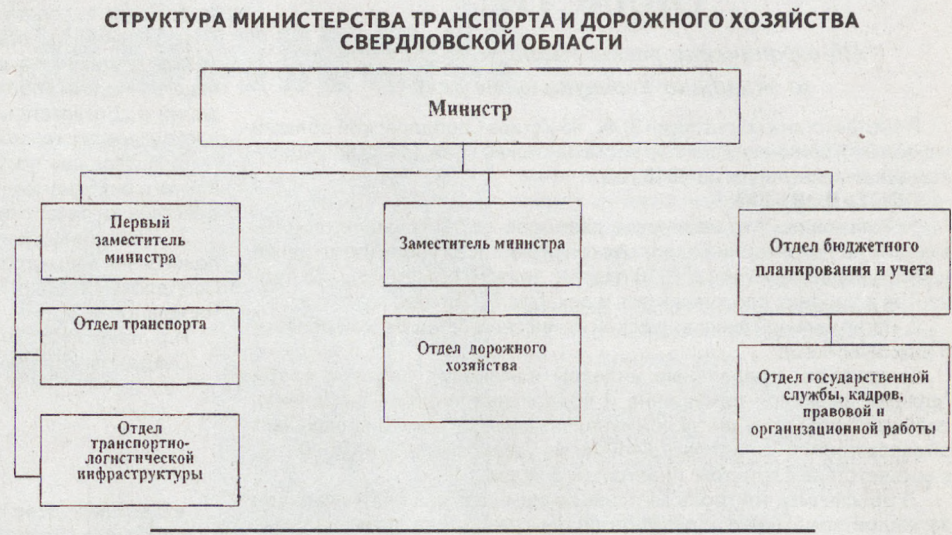 СТРУКТУРА МИНИСТЕРСТВА ТРАНСПОРТА И ДОРОЖНОГО ХОЗЯЙСТВА
СВЕРДЛОВСКОЙ ОБЛАСТИ
Министр
Первый
заместитель
министра
Заместитель министра
Отдел бюджетного
планирования и учета
Отдел транспорта
Отдел дорожного
хозяйства
Отдел государственной
службы, кадров,
правовой и
организационной работы
Отдел
транспортно-
логистической
инфраструктуры